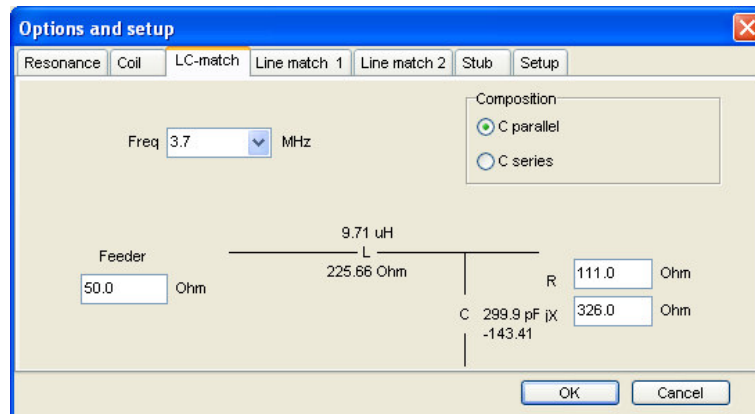 Options and setup
Resonance Coil LC-match Line match 1 Line match 2 Stub Setup
Composition
C parallel
C series
Freq 3.7 MHz
9.71 uH
L
225.66 Ohm
Feeder
50.0 Ohm
R 111.0 Ohm
C 299.9 pF jX 326.0 Ohm
-143.41
OK Cancel